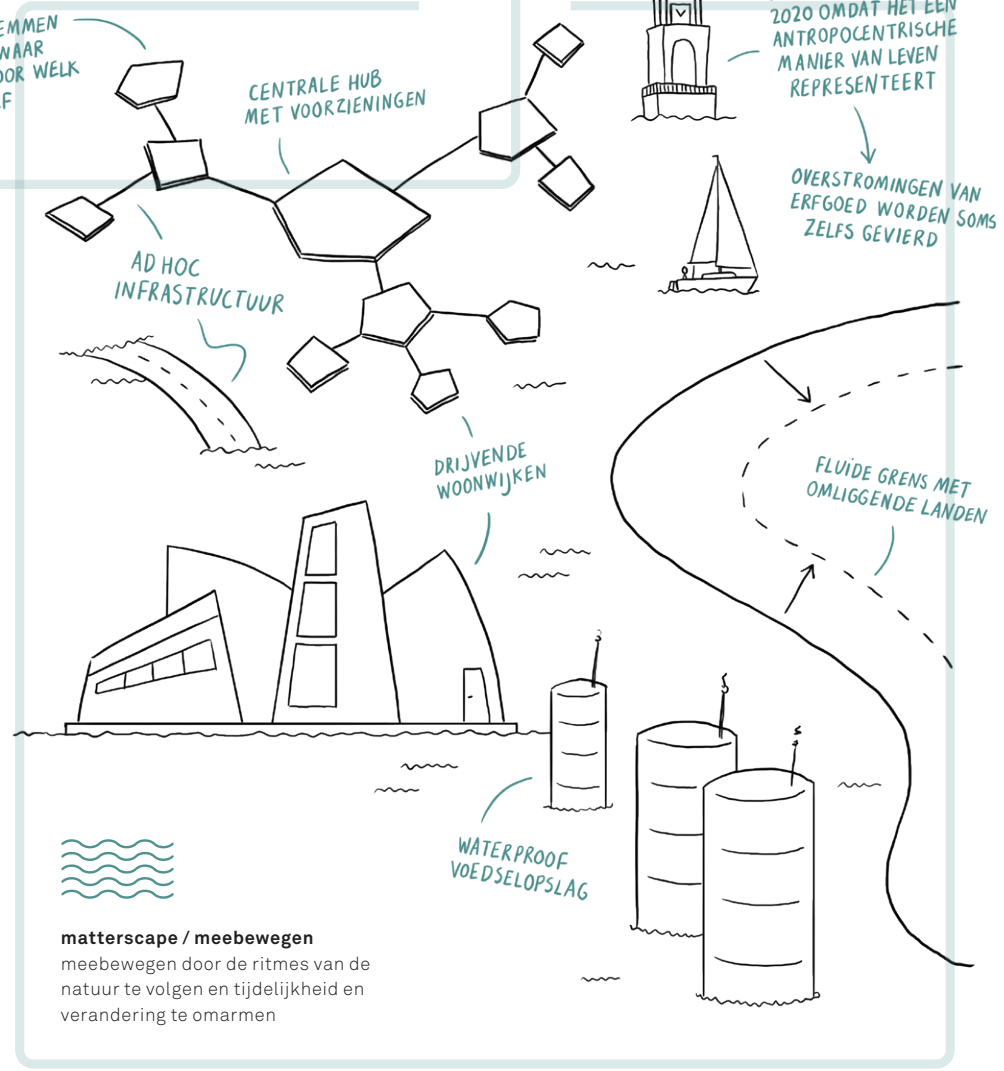 EMMEN
NAAR
OOR WELK
F
CENTRALE HUB
MET VOORZIENINGEN
2020 OMDAT HET EEN
ANTROPOCENTRISCHE
MANIER VAN LEVEN
REPRESENTEERT
OVERSTROMINGEN VAN
ERFGOED WORDEN SOMS
ZELFS GEVIERD
AD HOC
INFRASTRUCTUUR
DRIJVENDE
WOONWIJKEN
FLUÏDE GRENS MET
OMLIGGENDE LANDEN
WATERPROOF
VOEDSELOPSLAG
matterscape / meebewegen
meebewegen door de ritmes van de
natuur te volgen en tijdelijkheid en
verandering te omarmen